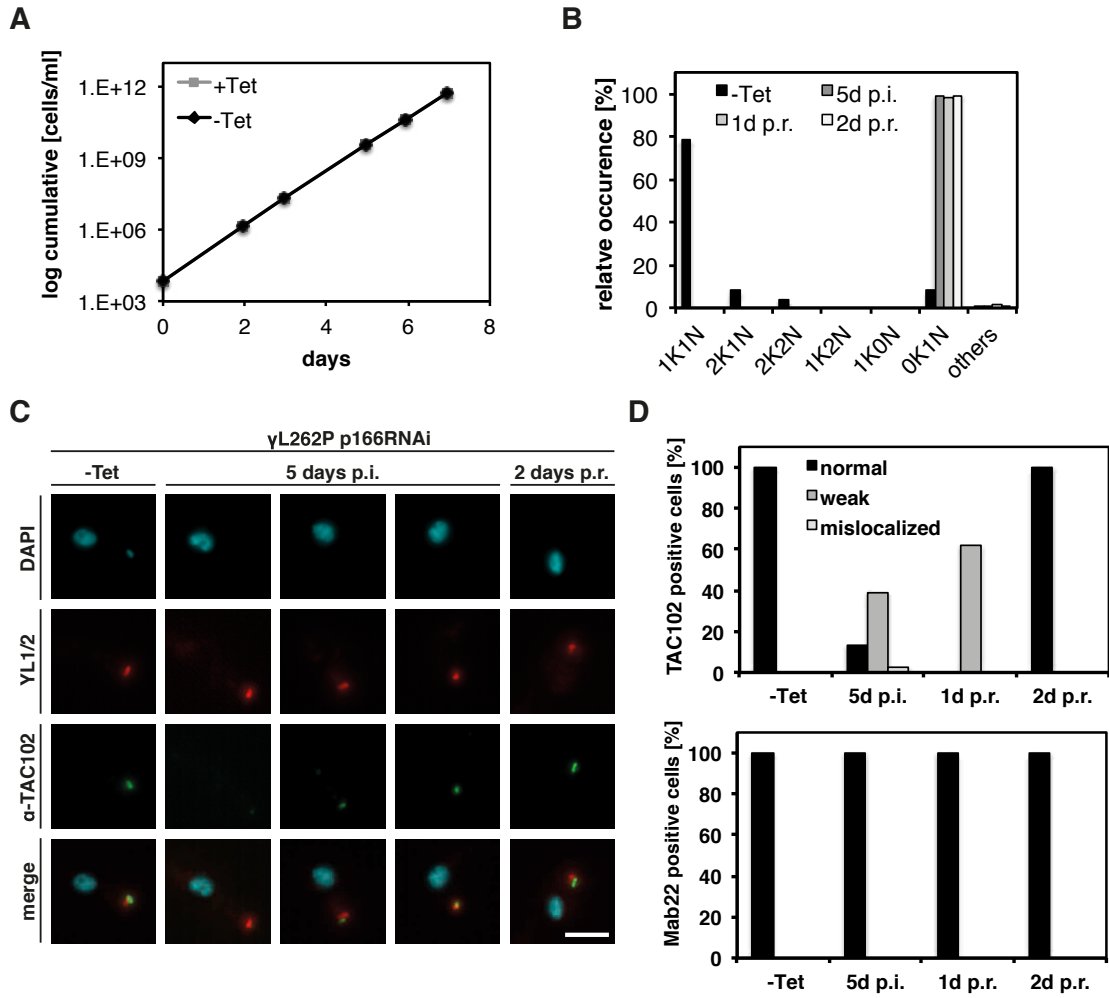 A
log cumulative [cells/ml]
1.E+12
1.E+09
1.E+06
1.E+03
+Tet
-Tet
0 2 4 6 8
days
B
relatve occurence [%]
100
80
60
40
20
0
-Tet 5d p.i.
1d p.r. 2d p.r.
1K1N 2K1N 2K2N 1K2N 1K0N 0K1N others
C
γL262P p166RNAi
-Tet 5 days p.i. 2 days p.r.
DAPI
YL1/2
α-TAC102
merge
D
TAC102 positive cells [%]
100
80
60
40
20
0
normal
weak
mislocalized
-Tet 5d p.i. 1d p.r. 2d p.r.
Mab22 positive cells [%]
100
80
60
40
20
0
-Tet 5d p.i. 1d p.r. 2d p.r.